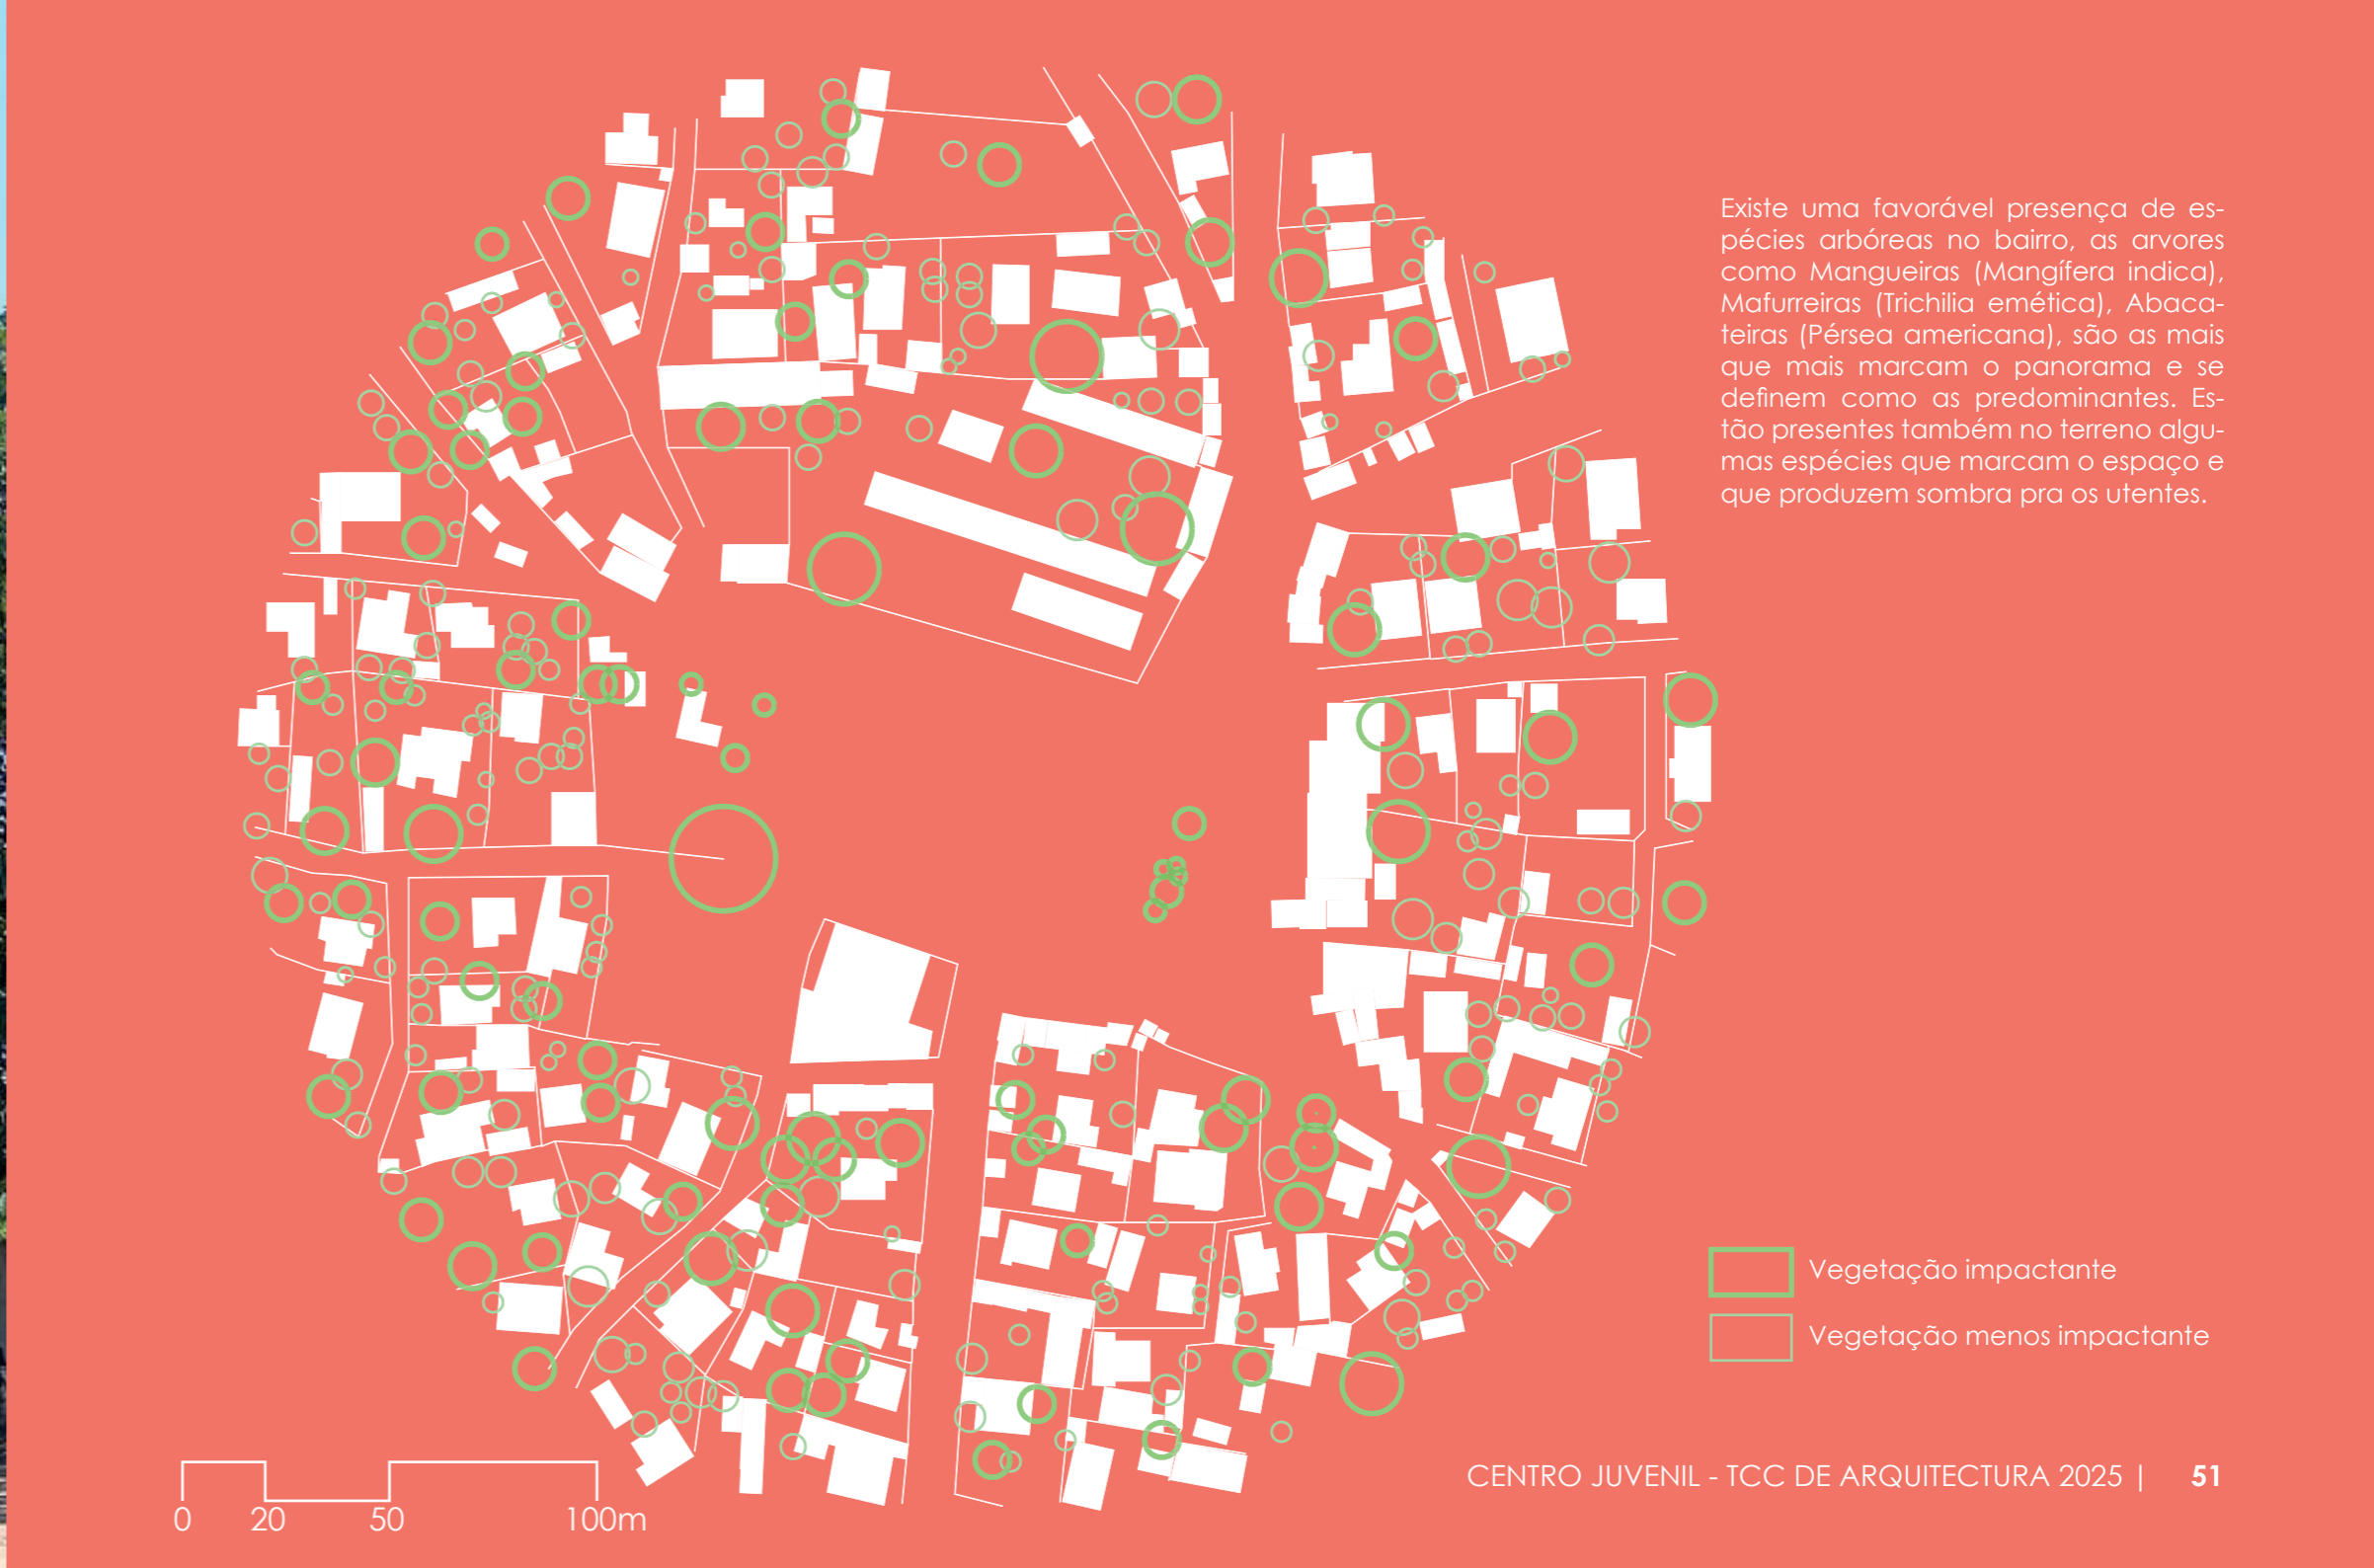 Existe uma favorável presença de es-
pécies arbóreas no bairro, as arvores
como Mangueiras (Mangífera indica),
Mafurreiras (Trichilia emética), Abaca-
teiras (Pérsea americana), são as mais
que mais marcam o panorama e se
definem como as predominantes. Es-
tão presentes também no terreno algu-
mas espécies que marcam o espaço e
que produzem sombra pra os utentes.
Vegetação impactante
Vegetação menos impactante
0 20 50 100m
CENTRO JUVENIL - TCC DE ARQUITECTURA 2025 | 51